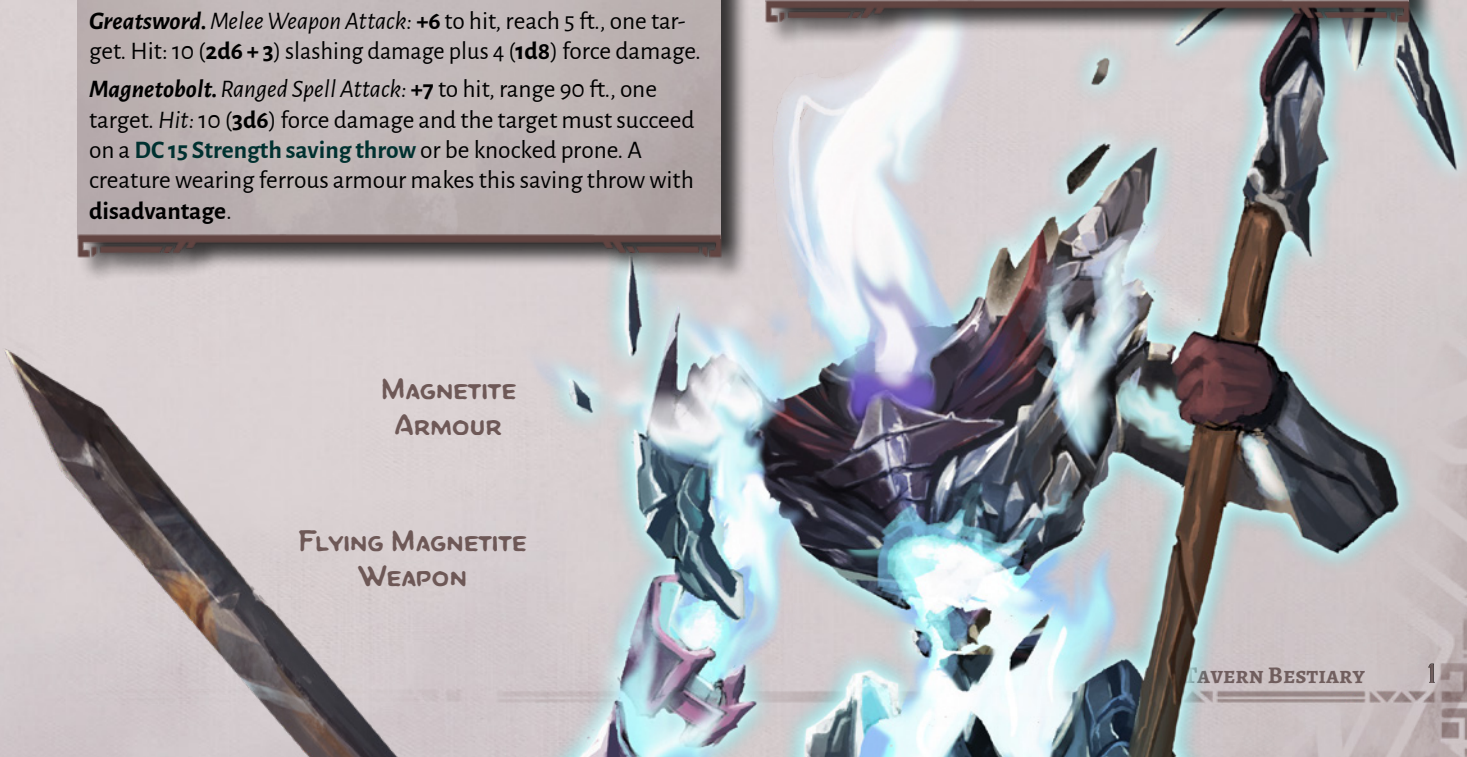 Greatsword. Melee Weapon Attack: +6 to hit, reach 5 ft., one tar-
get. Hit: 10 (2d6 + 3) slashing damage plus 4 (1d8) force damage.
Magnetobolt. Ranged Spell Attack: +7 to hit, range 90 ft., one
target. Hit: 10 (3d6) force damage and the target must succeed
on a DC 15 Strength saving throw or be knocked prone. A
creature wearing ferrous armour makes this saving throw with
disadvantage.
Magnetite
Armour
Flying Magnetite
Weapon
Tavern Bestiary 1